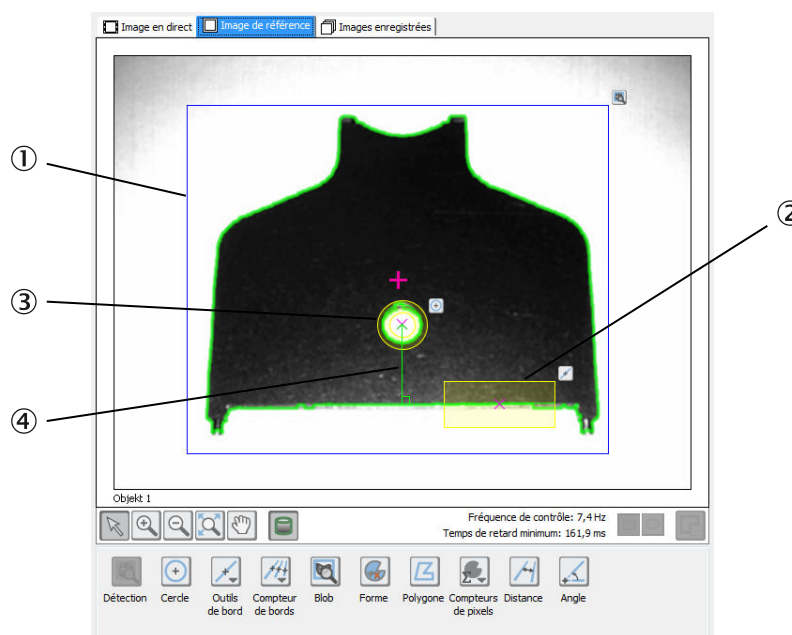 Image en direct Image de référence Images enregistrées
①
②
③
④
Objekt 1
Fréquence de contrôle: 7,4 Hz
Temps de retard minimum: 161,9 ms
Détection Cercle Outils de bord Compteur de bords Blob Forme Polygone Compteurs de pixels Distance Angle